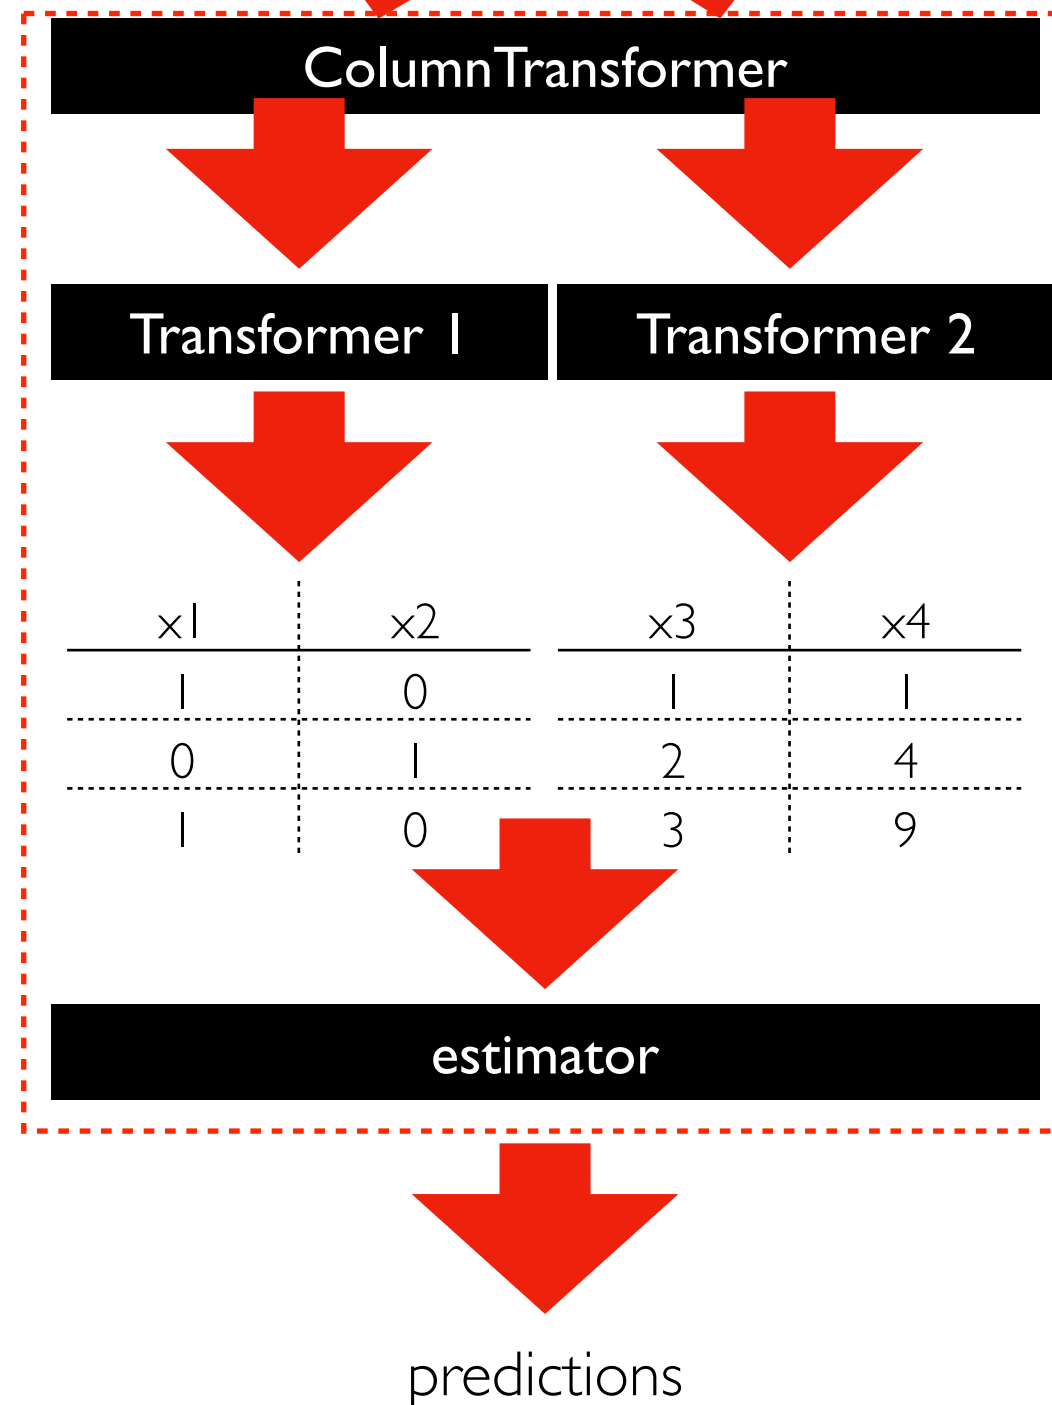 ColumnTransformer
Transformer 1 Transformer 2
x1 x2 x3 x4
1 0 1 1
0 1 2 4
1 0 3 9
estimator
predictions